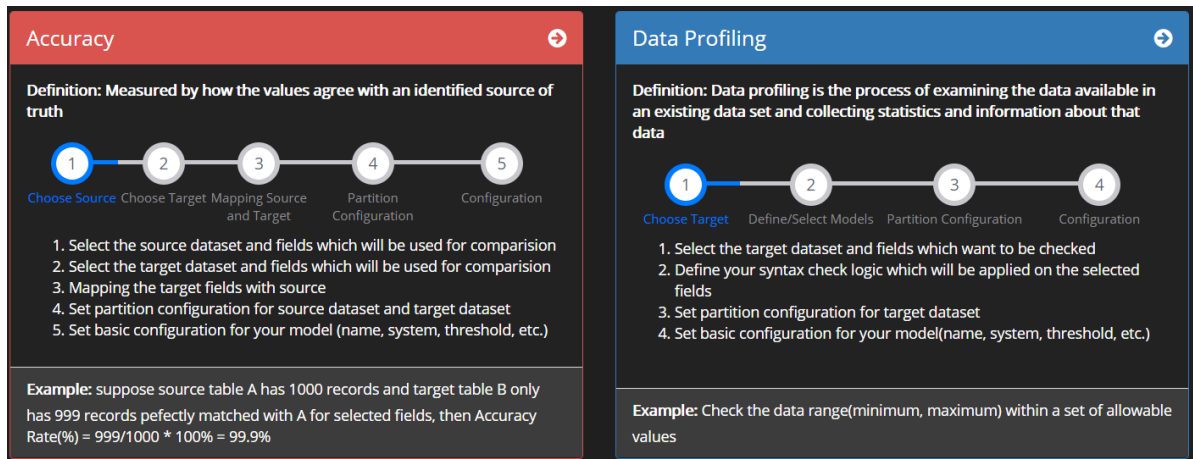 Accuracy
Definition: Measured by how the values agree with an identified source of
truth
1
2
3
4
5
Choose Source
Choose Target
Mapping Source
and Target
Partition
Configuration
Configuration
1. Select the source dataset and fields which will be used for comparision
2. Select the target dataset and fields which will be used for comparision
3. Mapping the target fields with source
4. Set partition configuration for source dataset and target dataset
5. Set basic configuration for your model (name, system, threshold, etc.)
Example: suppose source table A has 1000 records and target table B only
has 999 records pefectly matched with A for selected fields, then Accuracy
Rate(%) = 999/1000 * 100% = 99.9%
Data Profiling
Definition: Data profiling is the process of examining the data available in
an existing data set and collecting statistics and information about that
data
1
2
3
4
Choose Target
Define/Select Models
Partition Configuration
Configuration
1. Select the target dataset and fields which want to be checked
2. Define your syntax check logic which will be applied on the selected
fields
3. Set partition configuration for target dataset
4. Set basic configuration for your model(name, system, threshold, etc.)
Example: Check the data range(minimum, maximum) within a set of allowable
values